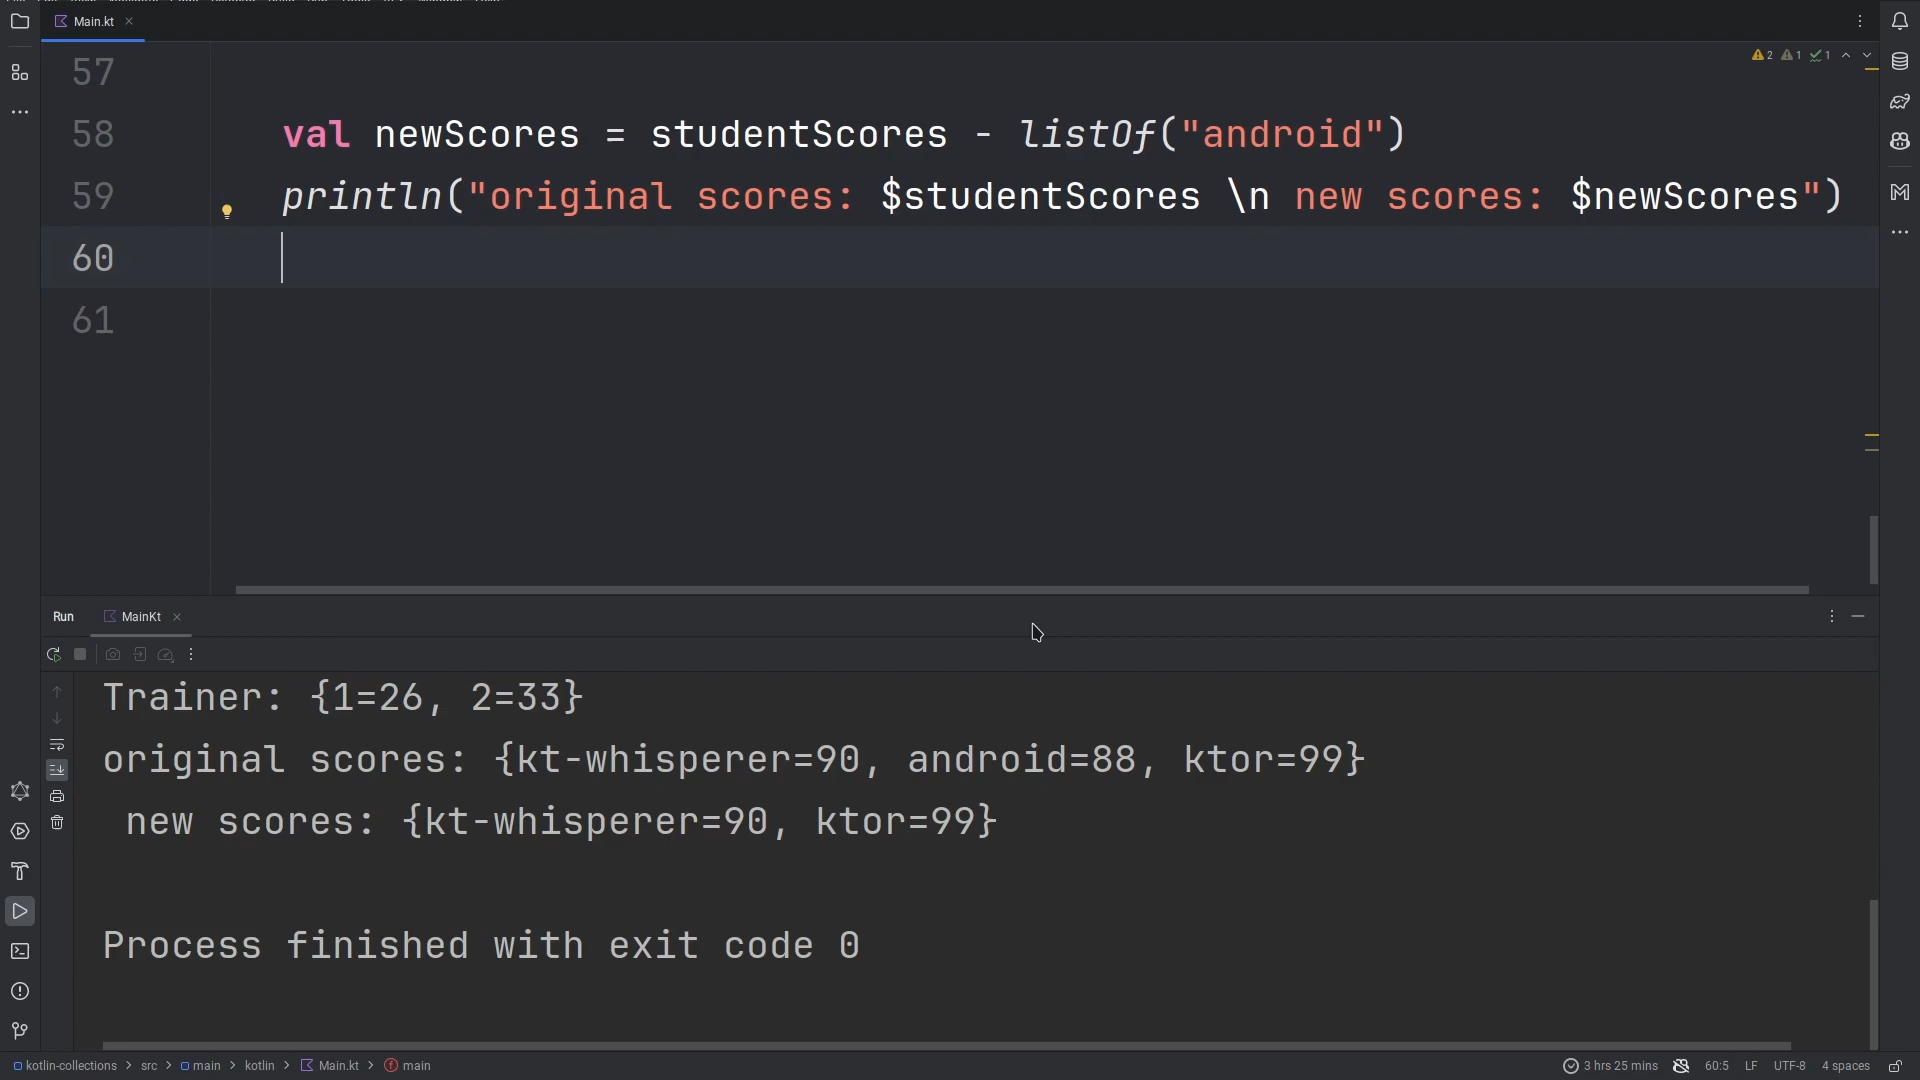 Main.kt
2 1 1
57
58 val newScores = studentScores - listOf("android")
59 println("original scores: $studentScores \n new scores: $newScores")
60
61
Run MainKt
Trainer: {1=26, 2=33}
original scores: {kt-whisperer=90, android=88, ktor=99}
new scores: {kt-whisperer=90, ktor=99}
Process finished with exit code 0
kotlin-collections > src > main > kotlin > Main.kt > main 3 hrs 25 mins 60:5 LF UTF-8 4 spaces